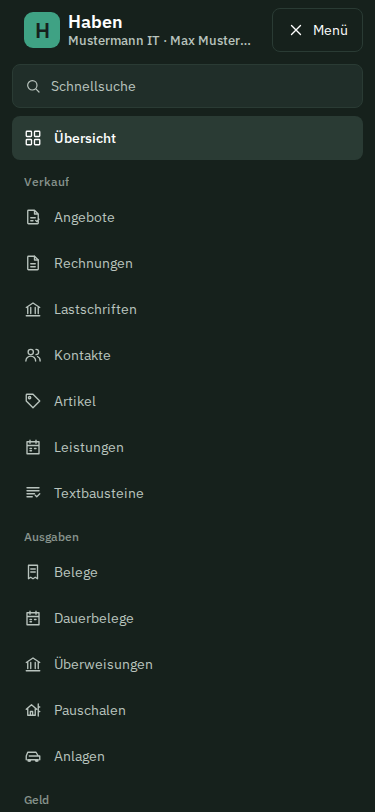 H
Haben
Mustermann IT · Max Muster...
Menü
Schnellsuche
Übersicht
Verkauf
Angebote
Rechnungen
Lastschriften
Kontakte
Artikel
Leistungen
Textbausteine
Ausgaben
Belege
Dauerbelege
Überweisungen
Pauschalen
Anlagen
Geld